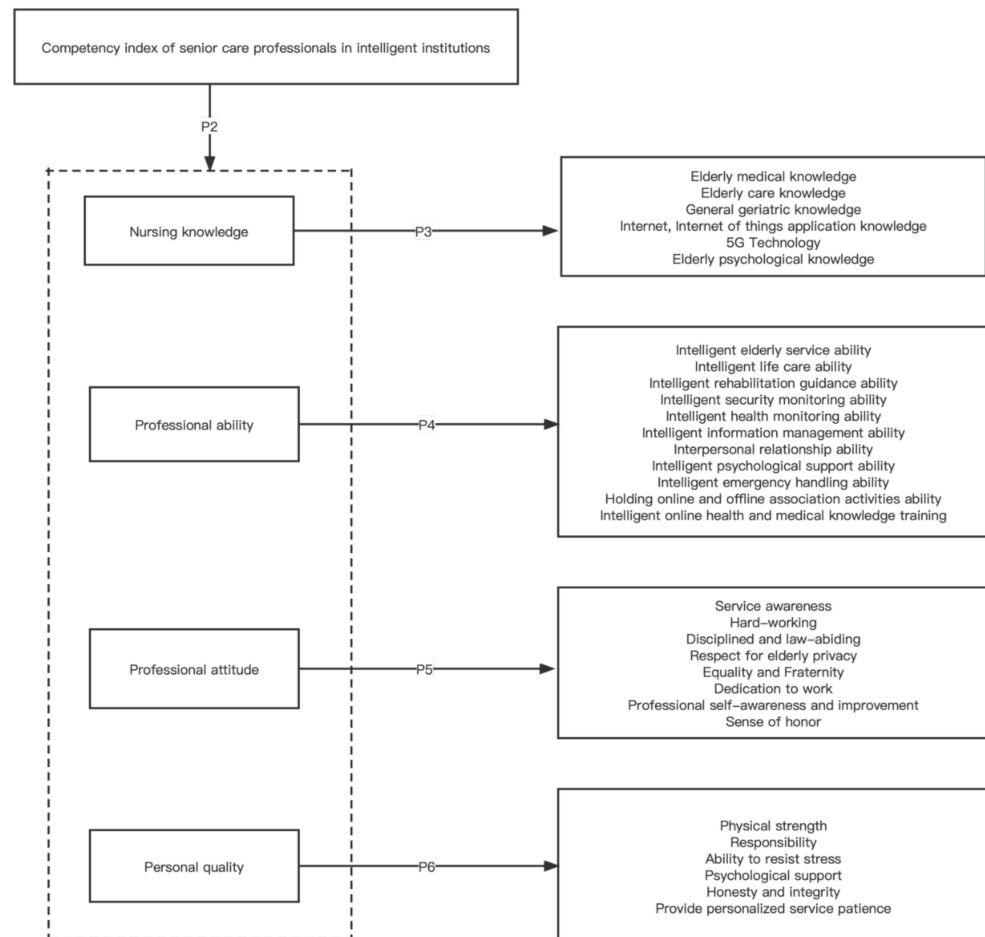 Competency index of senior care professionals in intelligent institutions
P2
Nursing knowledge
P3
Elderly medical knowledge
Elderly care knowledge
General geriatric knowledge
Internet, Internet of things application knowledge
5G Technology
Elderly psychological knowledge
Professional ability
P4
Intelligent elderly service ability
Intelligent life care ability
Intelligent rehabilitation guidance ability
Intelligent security monitoring ability
Intelligent health monitoring ability
Intelligent information management ability
Interpersonal relationship ability
Intelligent psychological support ability
Intelligent emergency handling ability
Holding online and offline association activities ability
Intelligent online health and medical knowledge training
Professional attitude
P5
Service awareness
Hard-working
Disciplined and law-abiding
Respect for elderly privacy
Equality and Fraternity
Dedication to work
Professional self-awareness and improvement
Sense of honor
Personal quality
P6
Physical strength
Responsibility
Ability to resist stress
Psychological support
Honesty and integrity
Provide personalized service patience